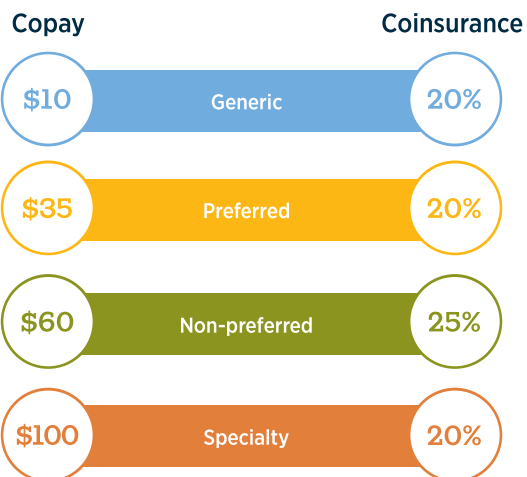 Copay Coinsurance
$10 Generic 20%
$35 Preferred 20%
$60 Non-preferred 25%
$100 Specialty 20%